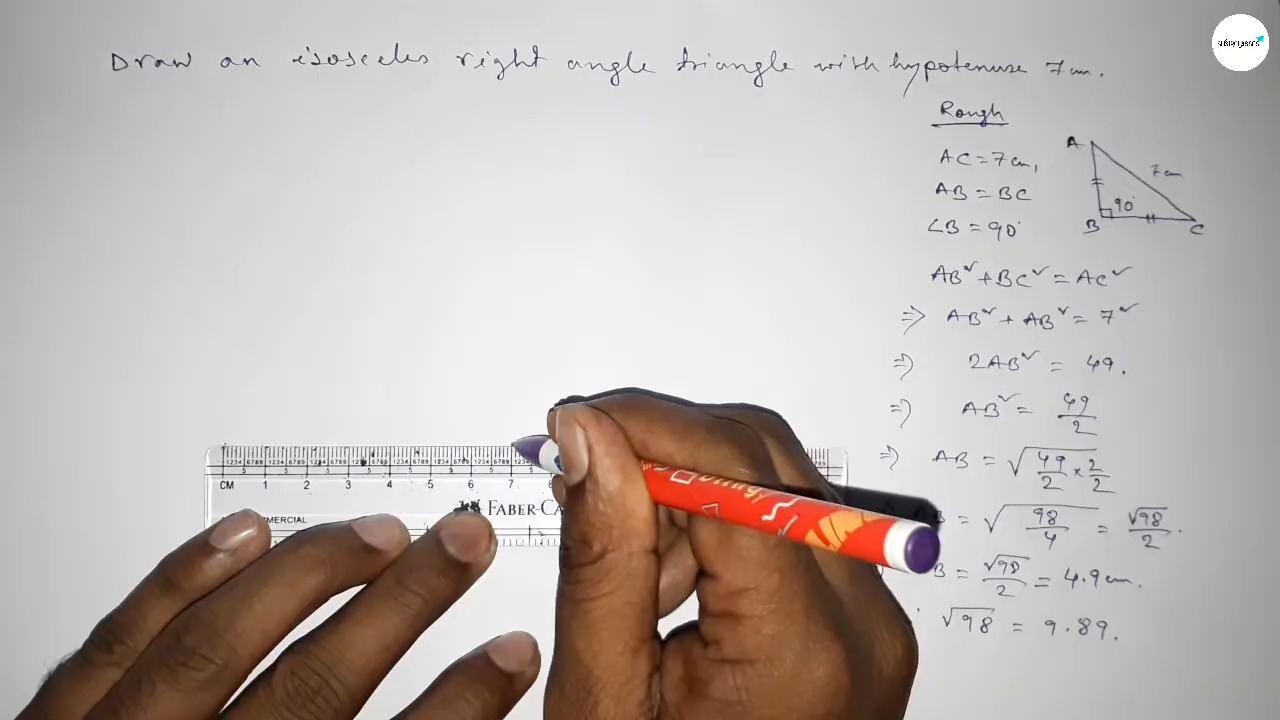 Draw an isosceles right angle triangle with hypotenuse 7cm.
Rough
AC = 7cm,
AB = BC
∠B = 90°
A
7cm
90°
B
C
AB² + BC² = AC²
⇒ AB² + AB² = 7²
⇒ 2AB² = 49.
⇒ AB² = 49/2
⇒ AB = √(49/2 × 2/2)
B = √(98/4) = √98/2.
B = √98/2 = 4.9cm.
√98 = 9.89.
CM 1 2 3 4 5 6 7 8
FABER-CA
ERCIAL